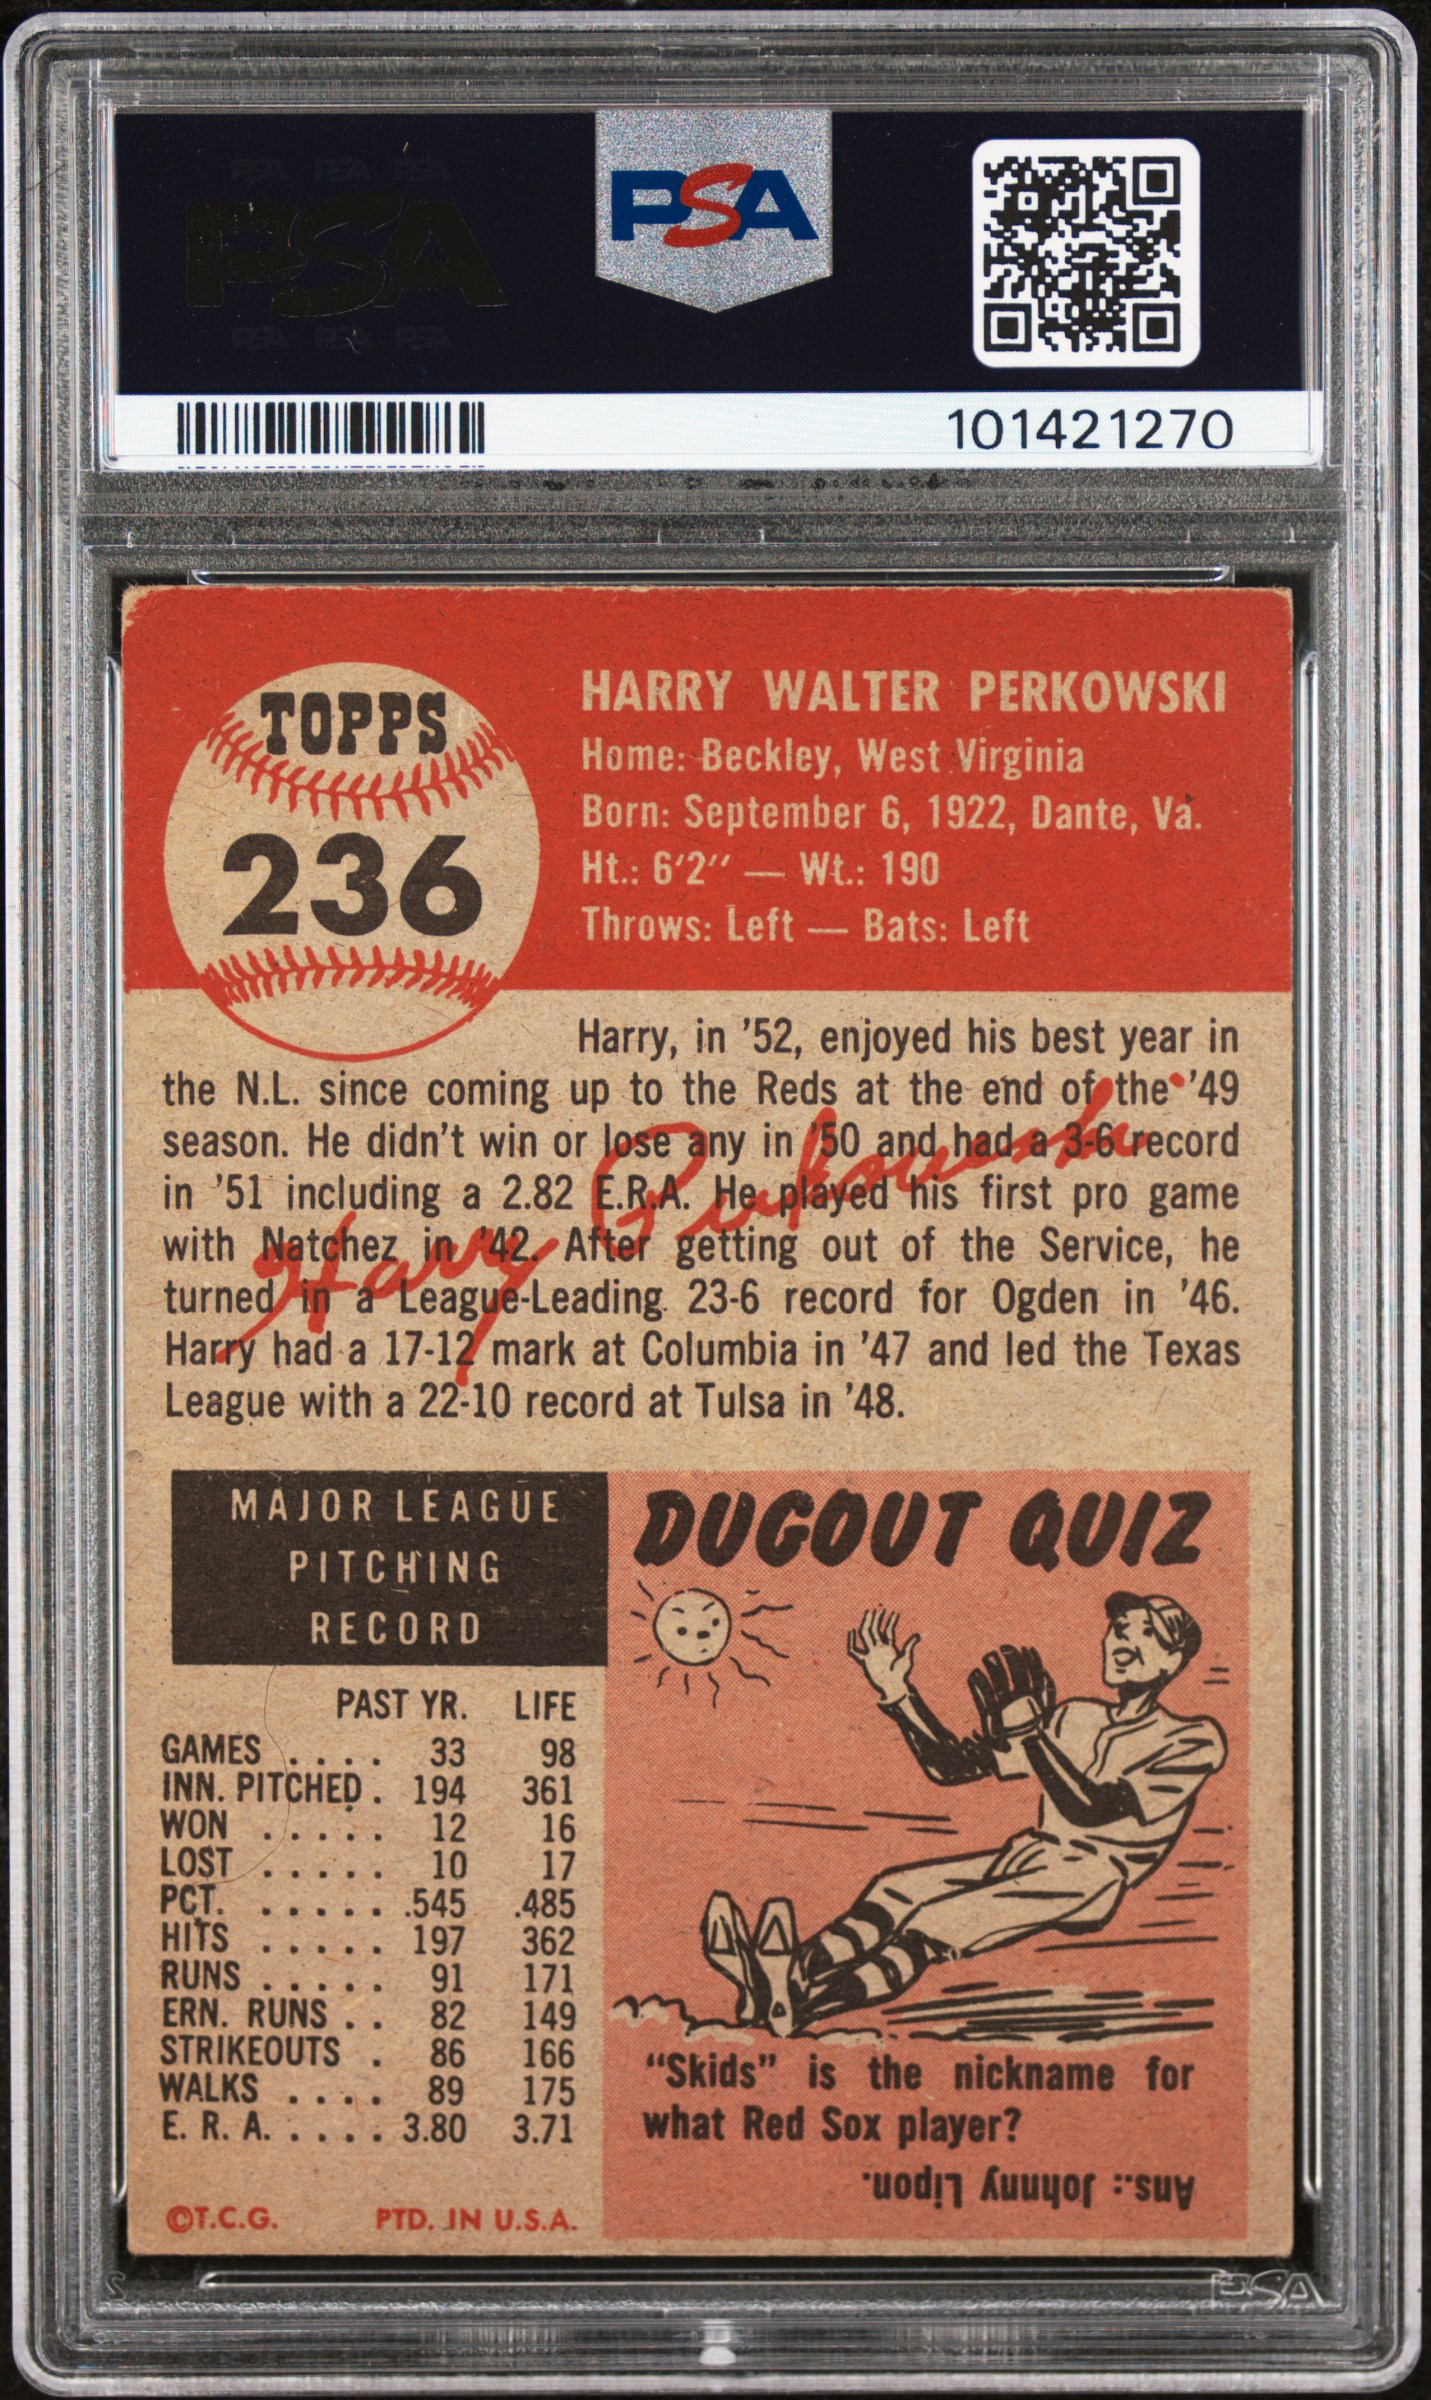 PSA PSA PSA
PSA
PSA PSA PSA
PSA
101421270
TOPPS
236
HARRY WALTER PERKOWSKI
Home: Beckley, West Virginia
Born: September 6, 1922, Dante, Va.
Ht.: 6'2'' — Wt.: 190
Throws: Left — Bats: Left
Harry, in '52, enjoyed his best year in
the N.L. since coming up to the Reds at the end of the '49
season. He didn't win or lose any in '50 and had a 3-6 record
in '51 including a 2.82 E.R.A. He played his first pro game
with Natchez in '42. After getting out of the Service, he
turned in a League-Leading 23-6 record for Ogden in '46.
Harry had a 17-12 mark at Columbia in '47 and led the Texas
League with a 22-10 record at Tulsa in '48.
Harry Perkowski
MAJOR LEAGUE
PITCHING
RECORD
PAST YR. LIFE
GAMES . . . . 33 98
INN. PITCHED . 194 361
WON . . . . . 12 16
LOST . . . . . 10 17
PCT. . . . . . .545 .485
HITS . . . . . 197 362
RUNS . . . . . 91 171
ERN. RUNS . . 82 149
STRIKEOUTS . 86 166
WALKS . . . . 89 175
E. R. A. . . . . 3.80 3.71
©T.C.G. PTD. IN U.S.A.
DUGOUT QUIZ
"Skids" is the nickname for
what Red Sox player?
Ans.: Johnny Lipon.
PSA